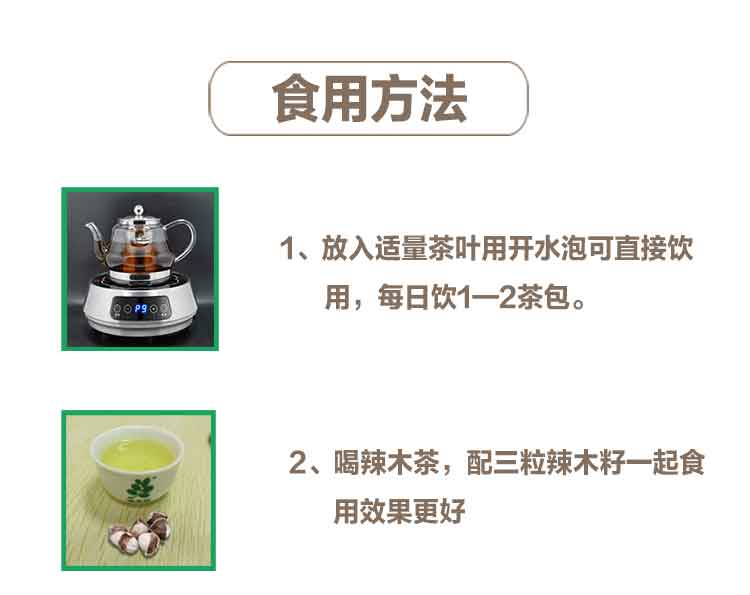 食用方法
1、放入适量茶叶用开水泡可直接饮
用，每日饮1一2茶包。
P9
2、喝辣木茶，配三粒辣木籽一起食
用效果更好